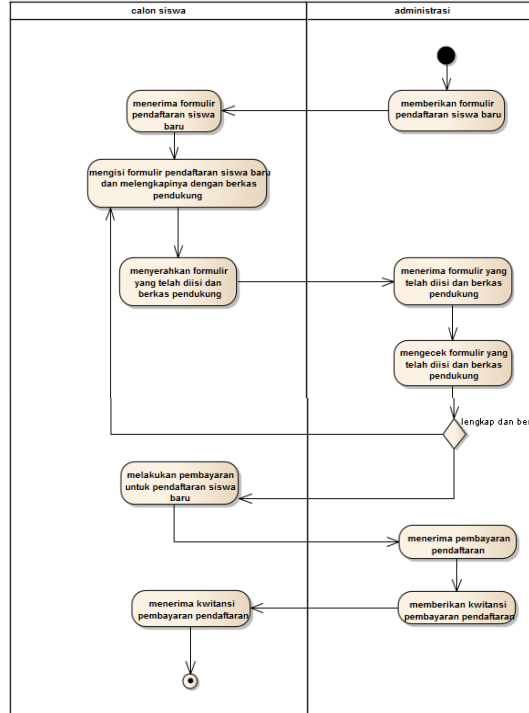 calon siswa
administrasi
memberikan formulir
pendaftaran siswa baru
menerima formulir
pendaftaran siswa
baru
mengisi formulir pendaftaran siswa baru
dan melengkapinya dengan berkas
pendukung
menyerahkan formulir
yang telah diisi dan
berkas pendukung
menerima formulir yang
telah diisi dan berkas
pendukung
mengecek formulir yang
telah diisi dan berkas
pendukung
lengkap dan
melakukan pembayaran
untuk pendaftaran siswa
baru
menerima pembayaran
pendaftaran
memberikan kwitansi
pembayaran pendaftaran
menerima kwitansi
pembayaran pendaftaran